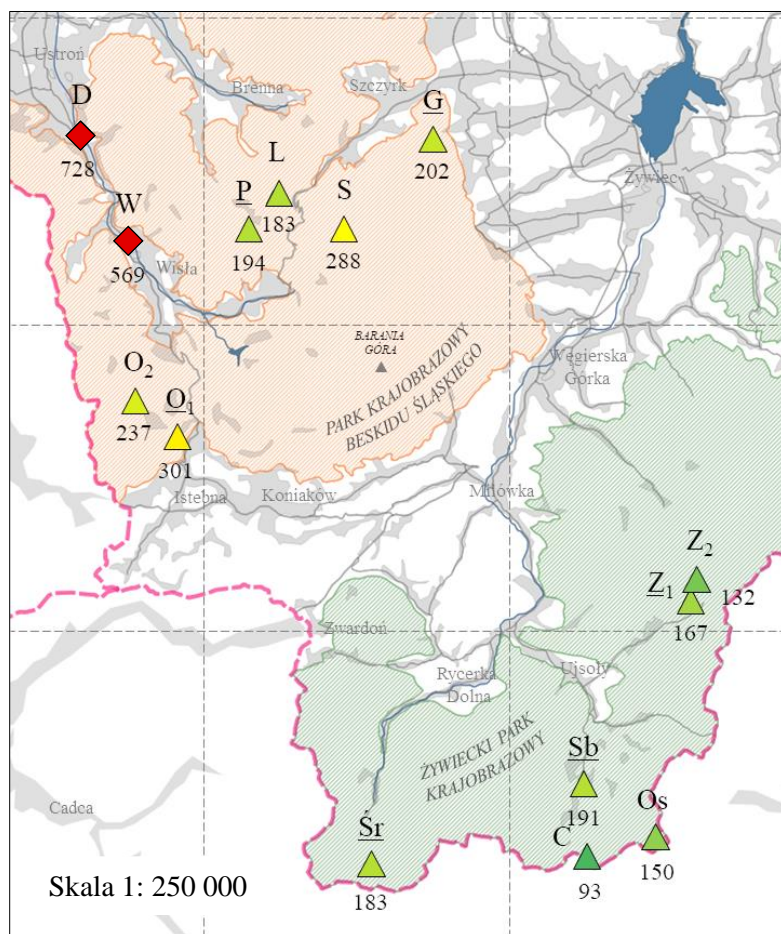 Ustroń
D
Brenna
Szczyrk
G
728
202
L
Żywiec
W
P
183
S
569
Wisła
194
288
BARANIA
GÓRA
Węgierska
Górka
O₂
PARK KRAJOBRAZOWY
BESKIDU ŚLĄSKIEGO
237
O₁
301
Istebna
Koniaków
Milówka
Z₂
Z₁
132
167
Zwardoń
Rycerka
Dolna
Ujsoły
ŻYWIECKI PARK
KRAJOBRAZOWY
Sb
Cadca
191
Os
Śr
C
150
Skala 1: 250 000
183
93